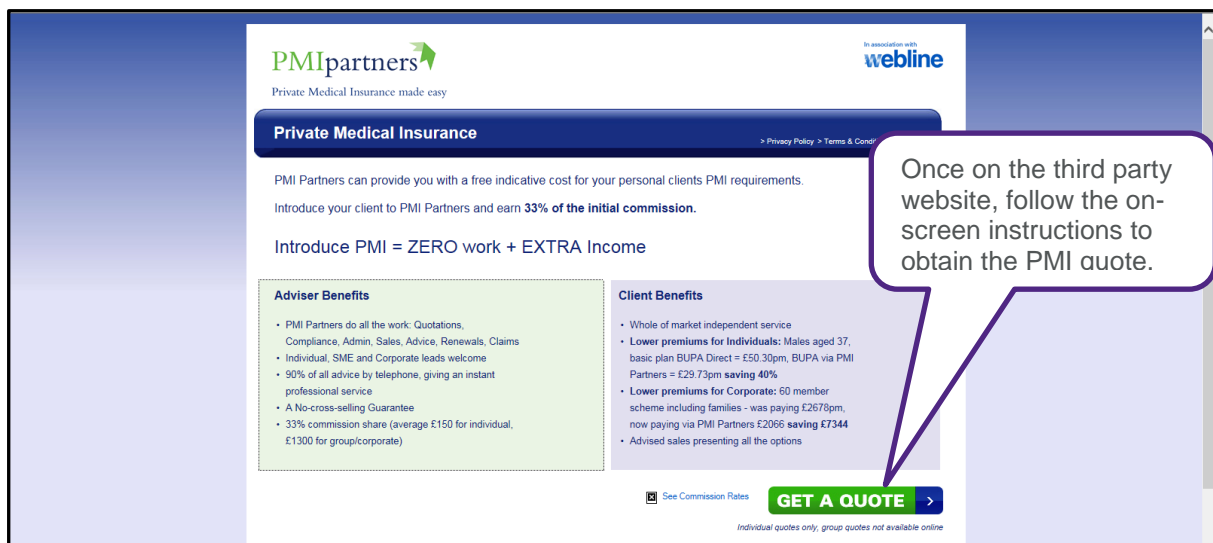 PMIpartners
Private Medical Insurance made easy
In association with
webline
Private Medical Insurance
> Privacy Policy > Terms & Condi
PMI Partners can provide you with a free indicative cost for your personal clients PMI requirements.
Introduce your client to PMI Partners and earn 33% of the initial commission.
Introduce PMI = ZERO work + EXTRA Income
Once on the third party
website, follow the on-
screen instructions to
obtain the PMI quote.
Adviser Benefits
• PMI Partners do all the work: Quotations,
Compliance, Admin, Sales, Advice, Renewals, Claims
• Individual, SME and Corporate leads welcome
• 90% of all advice by telephone, giving an instant
professional service
• A No-cross-selling Guarantee
• 33% commission share (average £150 for individual,
£1300 for group/corporate)
Client Benefits
• Whole of market independent service
• Lower premiums for Individuals: Males aged 37,
basic plan BUPA Direct = £50.30pm, BUPA via PMI
Partners = £29.73pm saving 40%
• Lower premiums for Corporate: 60 member
scheme including families - was paying £2678pm,
now paying via PMI Partners £2066 saving £7344
• Advised sales presenting all the options
See Commission Rates
GET A QUOTE >
Individual quotes only, group quotes not available online